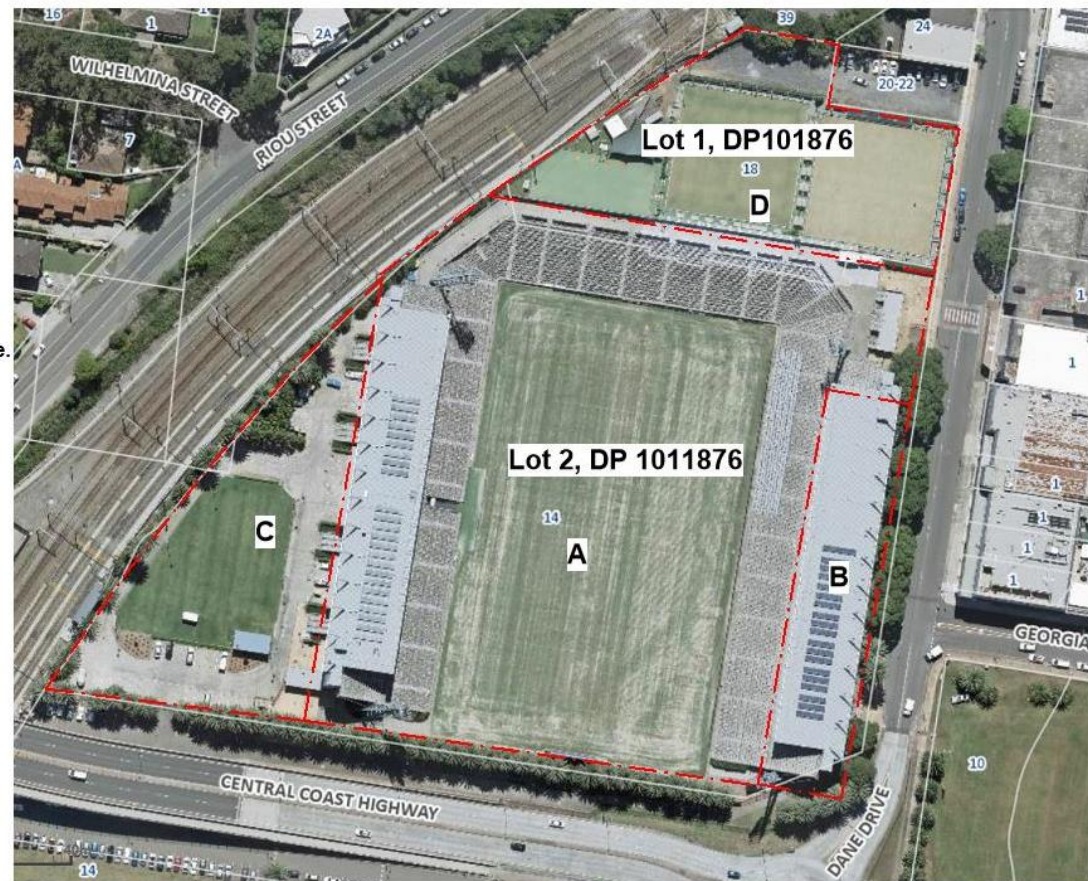 16
1
1
2A
39
24
WILHELMINA STREET
RIOU STREET
20-22
7
Lot 1, DP101876
18
A
D
1
e.
1
Lot 2, DP 1011876
14
C
A
B
1
1
1
1
GEORGIA
10
CENTRAL COAST HIGHWAY
DANE DRIVE
14